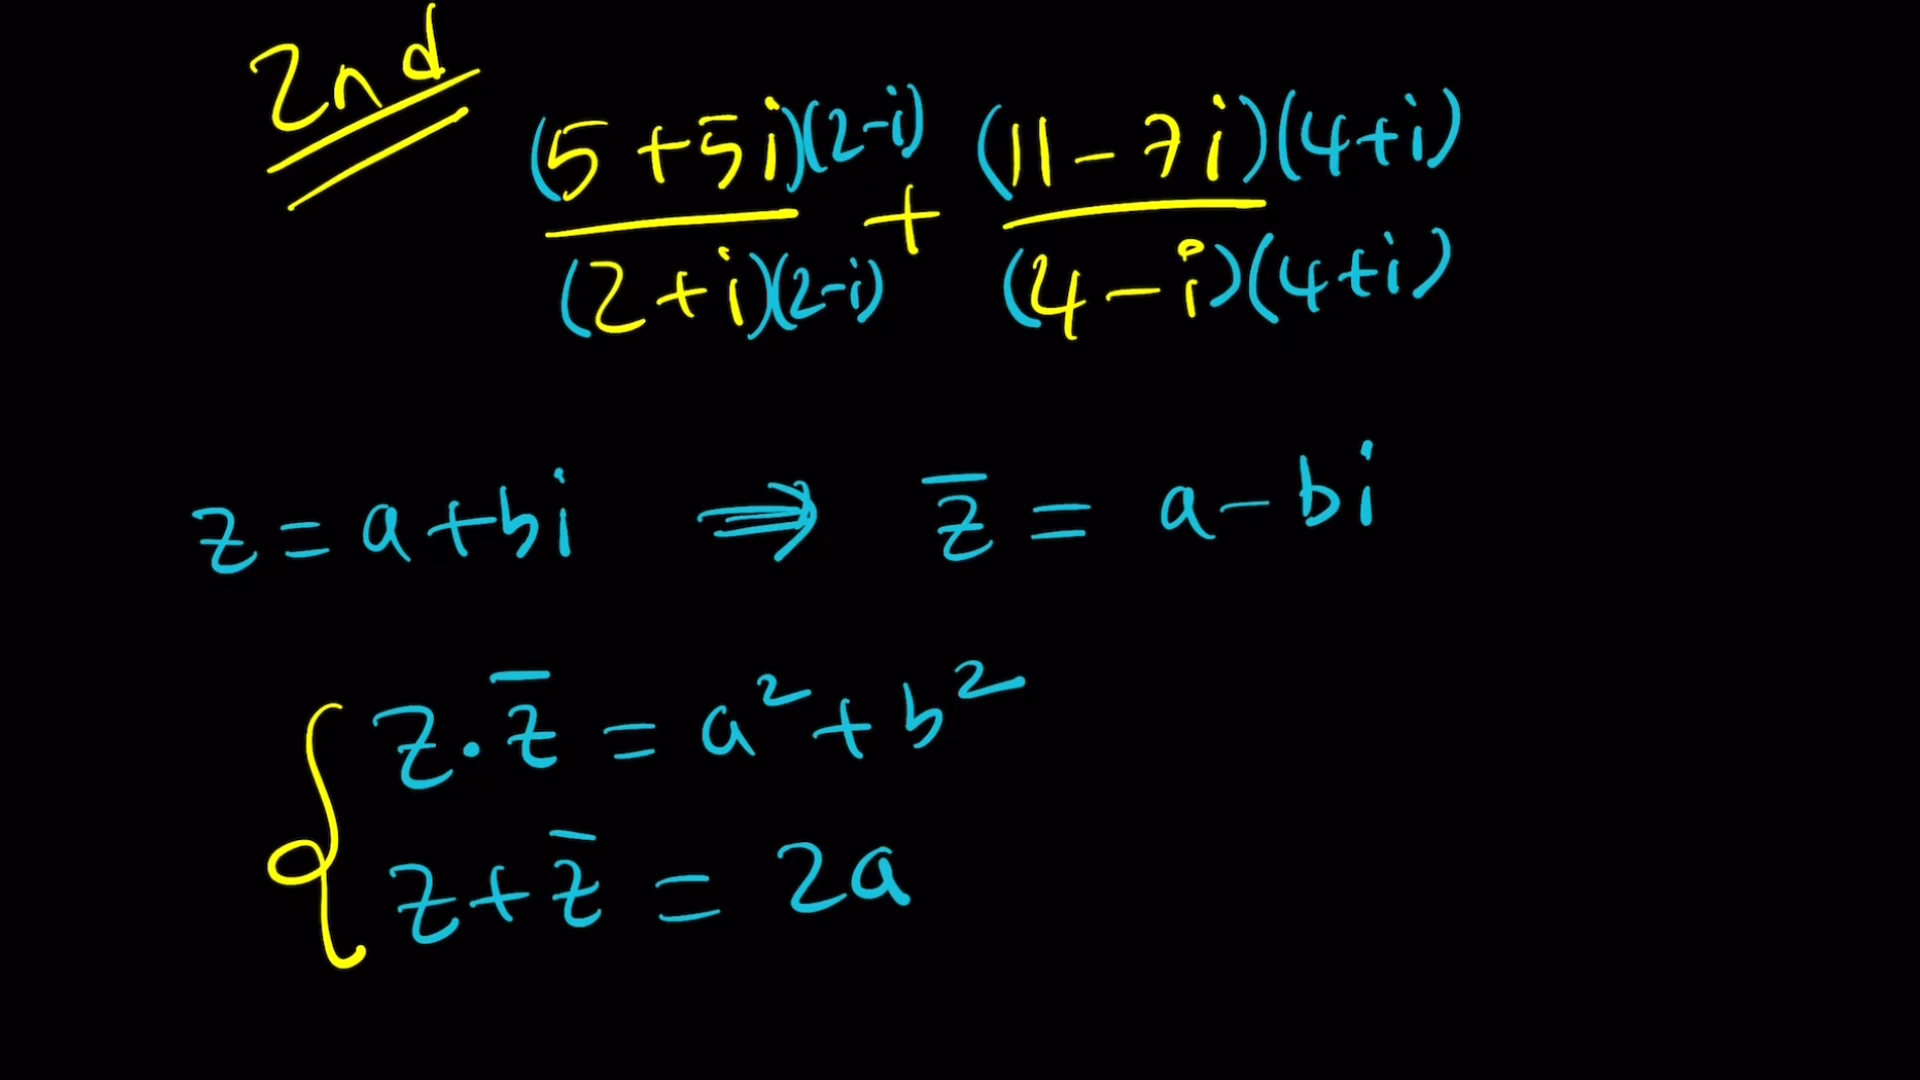 2nd
(5+5i)(2-i) (11-7i)(4+i)
+
(2+i)(2-i) (4-i)(4+i)
z=a+bi ⇒ z̅ = a-bi
z·z̅ = a²+b²
z+z̅ = 2a